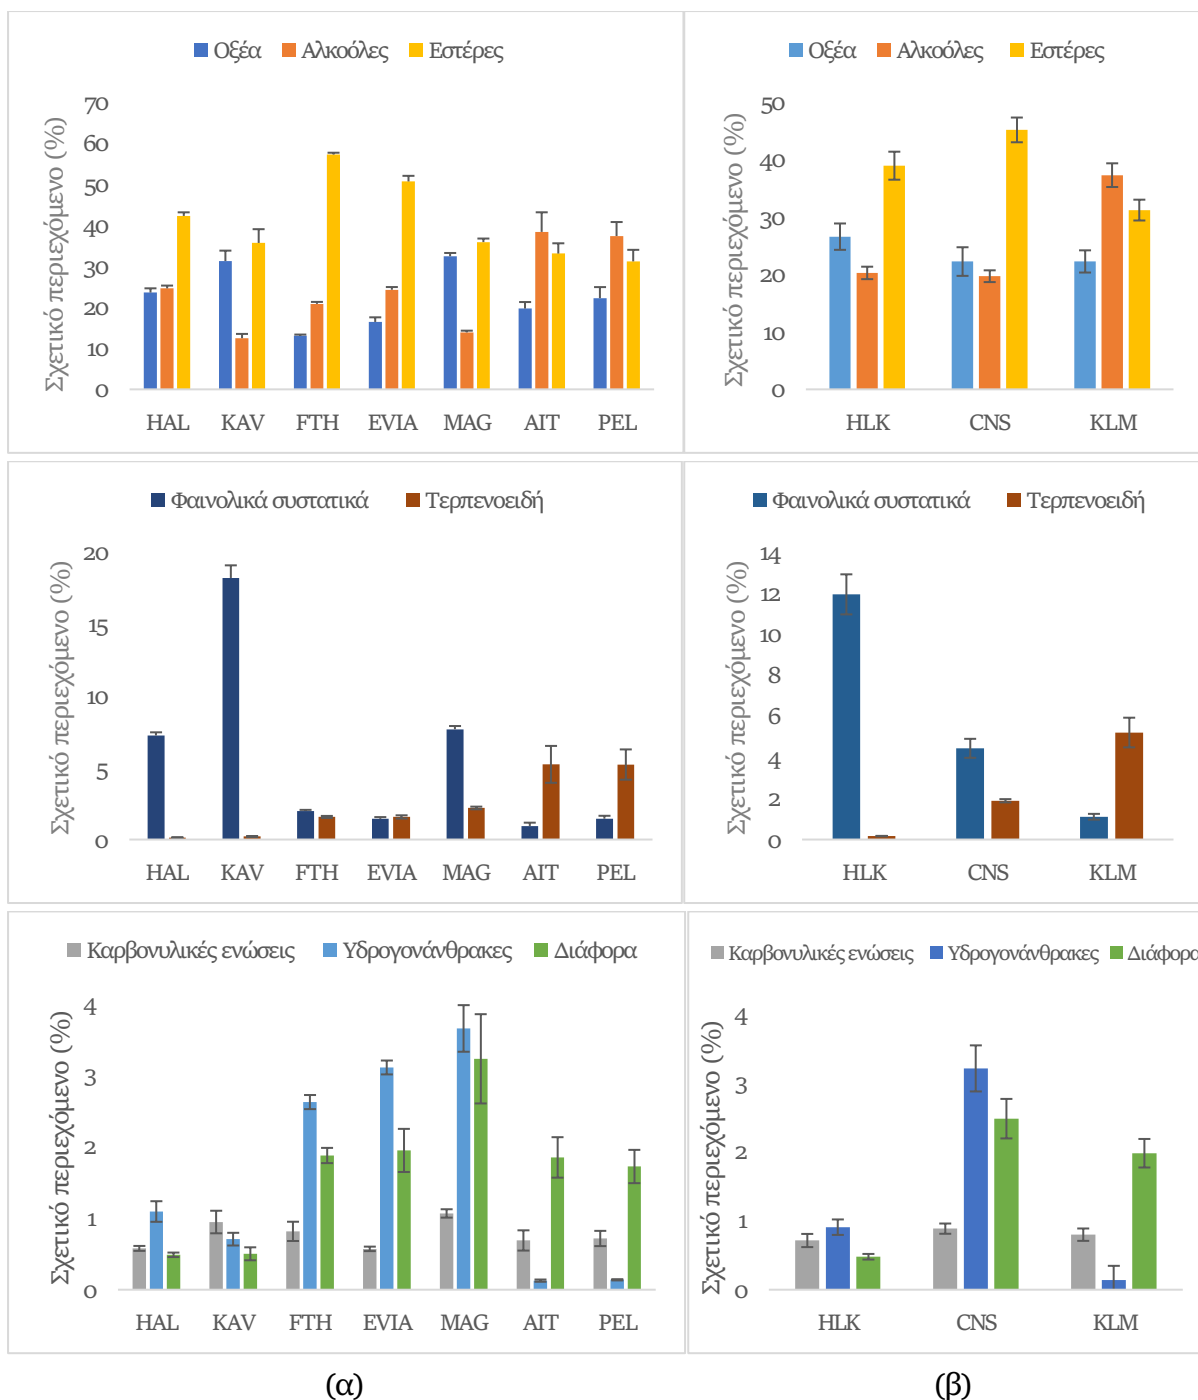 Οξέα Αλκοόλες Εστέρες
Σχετικό περιεχόμενο (%)
70
60
50
40
30
20
10
0
HAL KAV FTH EVIA MAG AIT PEL
Οξέα Αλκοόλες Εστέρες
Σχετικό περιεχόμενο (%)
50
40
30
20
10
0
HLK CNS KLM
Φαινολικά συστατικά Τερπενοειδή
Σχετικό περιεχόμενο (%)
20
15
10
5
0
HAL KAV FTH EVIA MAG AIT PEL
Φαινολικά συστατικά Τερπενοειδή
Σχετικό περιεχόμενο (%)
14
12
10
8
6
4
2
0
HLK CNS KLM
Καρβονυλικές ενώσεις Υδρογονάνθρακες Διάφορα
Σχετικό περιεχόμενο (%)
4
3
2
1
0
HAL KAV FTH EVIA MAG AIT PEL
Καρβονυλικές ενώσεις Υδρογονάνθρακες Διάφορα
Σχετικό περιεχόμενο (%)
4
3
2
1
0
HLK CNS KLM
(α) (β)